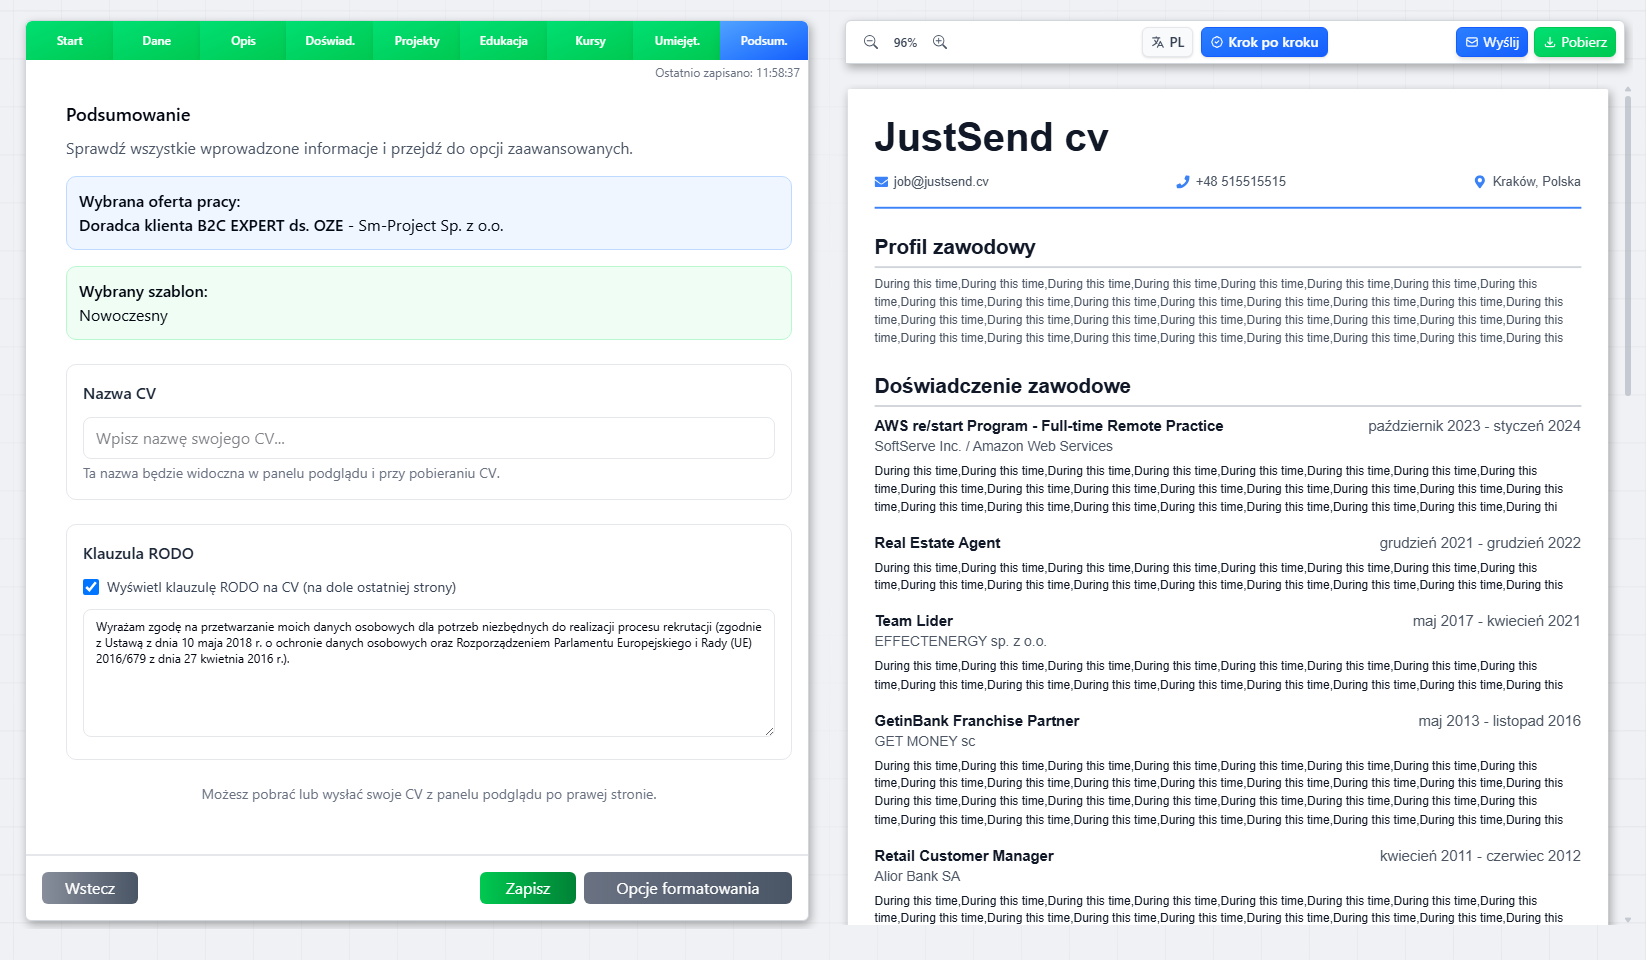 Start
Dane
Opis
Doświad.
Projekty
Edukacja
Kursy
Umiejęt.
Podsum.
Ostatnio zapisano: 11:58:37
Podsumowanie
Sprawdź wszystkie wprowadzone informacje i przejdź do opcji zaawansowanych.
Wybrana oferta pracy:
Doradca klienta B2C EXPERT ds. OZE - Sm-Project Sp. z o.o.
Wybrany szablon:
Nowoczesny
Nazwa CV
Wpisz nazwę swojego CV...
Ta nazwa będzie widoczna w panelu podglądu i przy pobieraniu CV.
Klauzula RODO
Wyświetl klauzulę RODO na CV (na dole ostatniej strony)
Wyrażam zgodę na przetwarzanie moich danych osobowych dla potrzeb niezbędnych do realizacji procesu rekrutacji (zgodnie
z Ustawą z dnia 10 maja 2018 r. o ochronie danych osobowych oraz Rozporządzeniem Parlamentu Europejskiego i Rady (UE)
2016/679 z dnia 27 kwietnia 2016 r.).
Możesz pobrać lub wysłać swoje CV z panelu podglądu po prawej stronie.
Wstecz
Zapisz
Opcje formatowania
96%
PL
Krok po kroku
Wyślij
Pobierz
JustSend cv
job@justsend.cv
+48 515515515
Kraków, Polska
Profil zawodowy
During this time,During this time,During this time,During this time,During this time,During this time,During this time,During this
time,During this time,During this time,During this time,During this time,During this time,During this time,During this time,During this
time,During this time,During this time,During this time,During this time,During this time,During this time,During this time,During this
time,During this time,During this time,During this time,During this time,During this time,During this time,During this time,During this
Doświadczenie zawodowe
AWS re/start Program - Full-time Remote Practice
październik 2023 - styczeń 2024
SoftServe Inc. / Amazon Web Services
During this time,During this time,During this time,During this time,During this time,During this time,During this time,During this
time,During this time,During this time,During this time,During this time,During this time,During this time,During this time,During this
time,During this time,During this time,During this time,During this time,During this time,During this time,During this time,During thi
Real Estate Agent
grudzień 2021 - grudzień 2022
During this time,During this time,During this time,During this time,During this time,During this time,During this time,During this
time,During this time,During this time,During this time,During this time,During this time,During this time,During this time,During this
Team Lider
maj 2017 - kwiecień 2021
EFFECTENERGY sp. z o.o.
During this time,During this time,During this time,During this time,During this time,During this time,During this time,During this
time,During this time,During this time,During this time,During this time,During this time,During this time,During this time,During this
GetinBank Franchise Partner
maj 2013 - listopad 2016
GET MONEY sc
During this time,During this time,During this time,During this time,During this time,During this time,During this time,During this
time,During this time,During this time,During this time,During this time,During this time,During this time,During this time,During this
During this time,During this time,During this time,During this time,During this time,During this time,During this time,During this
time,During this time,During this time,During this time,During this time,During this time,During this time,During this time,During this
Retail Customer Manager
kwiecień 2011 - czerwiec 2012
Alior Bank SA
During this time,During this time,During this time,During this time,During this time,During this time,During this time,During this
time,During this time,During this time,During this time,During this time,During this time,During this time,During this time,During this